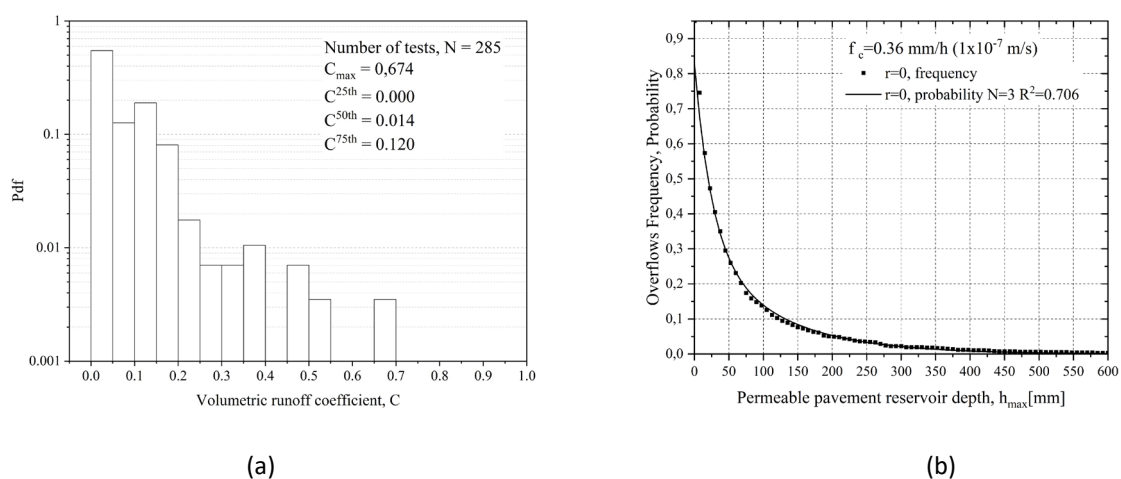 1
0.1
0.01
0.001
Pdf
Number of tests, N = 285
C_max = 0,674
C^25th = 0.000
C^50th = 0.014
C^75th = 0.120
0.0 0.1 0.2 0.3 0.4 0.5 0.6 0.7 0.8 0.9 1.0
Volumetric runoff coefficient, C
(a)
0,9
0,8
0,7
0,6
0,5
0,4
0,3
0,2
0,1
0,0
Overflows Frequency, Probability
f_c=0.36 mm/h (1x10^-7 m/s)
r=0, frequency
r=0, probability N=3 R²=0.706
0 50 100 150 200 250 300 350 400 450 500 550 600
Permeable pavement reservoir depth, h_max[mm]
(b)